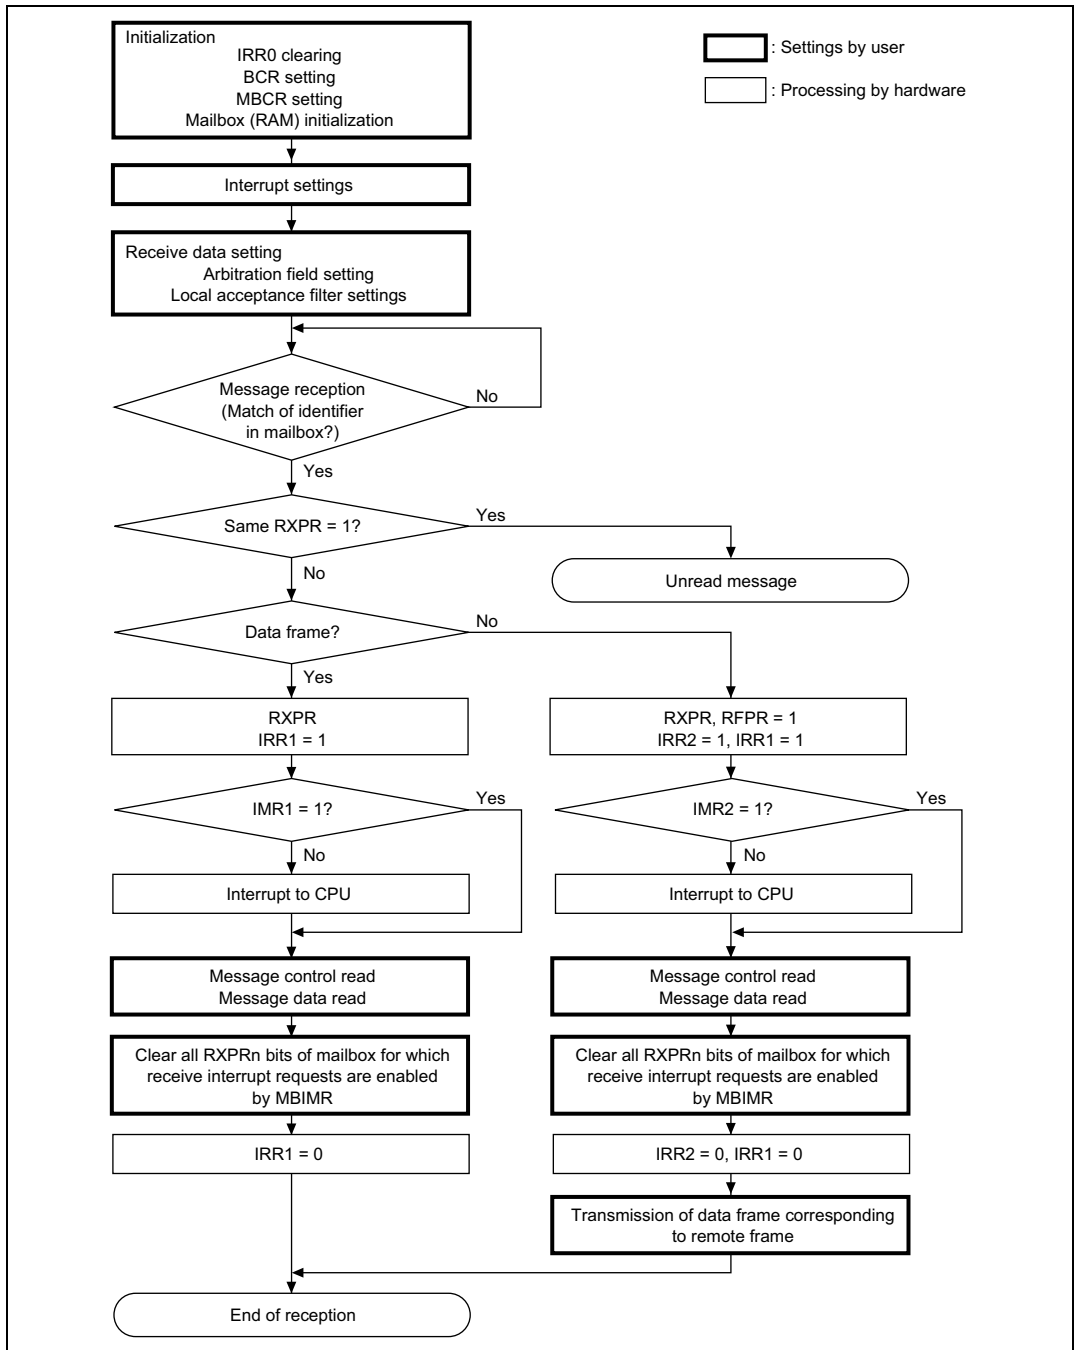 Initialization
IRR0 clearing
BCR setting
MBCR setting
Mailbox (RAM) initialization
: Settings by user
: Processing by hardware
Interrupt settings
Receive data setting
Arbitration field setting
Local acceptance filter settings
Message reception
(Match of identifier
in mailbox?)
No
Yes
Same RXPR = 1?
Yes
No
Unread message
Data frame?
No
Yes
RXPR
IRR1 = 1
RXPR, RFPR = 1
IRR2 = 1, IRR1 = 1
IMR1 = 1?
Yes
No
IMR2 = 1?
Yes
No
Interrupt to CPU
Interrupt to CPU
Message control read
Message data read
Message control read
Message data read
Clear all RXPRn bits of mailbox for which
receive interrupt requests are enabled
by MBIMR
Clear all RXPRn bits of mailbox for which
receive interrupt requests are enabled
by MBIMR
IRR1 = 0
IRR2 = 0, IRR1 = 0
Transmission of data frame corresponding
to remote frame
End of reception